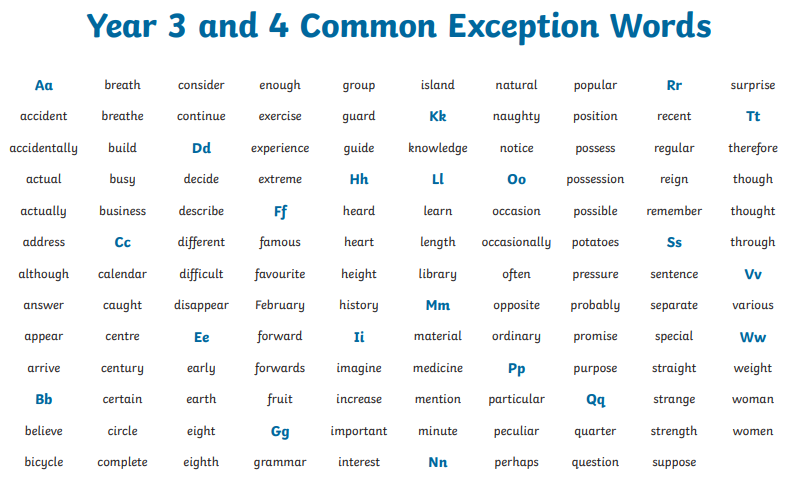 Year 3 and 4 Common Exception Words
Aa
accident
accidentally
actual
actually
address
although
answer
appear
arrive
Bb
believe
bicycle
breath
breathe
build
busy
business
Cc
calendar
caught
centre
century
certain
circle
complete
consider
continue
Dd
decide
describe
different
difficult
disappear
Ee
early
earth
eight
eighth
enough
exercise
experience
extreme
Ff
famous
favourite
February
forward
forwards
fruit
Gg
grammar
group
guard
guide
Hh
heard
heart
height
history
Ii
imagine
increase
important
interest
island
Kk
knowledge
Ll
learn
length
library
Mm
material
medicine
mention
minute
Nn
natural
naughty
notice
Oo
occasion
occasionally
often
opposite
ordinary
Pp
particular
peculiar
perhaps
popular
position
possess
possession
possible
potatoes
pressure
probably
promise
purpose
Qq
quarter
question
Rr
recent
regular
reign
remember
Ss
sentence
separate
special
straight
strange
strength
suppose
surprise
Tt
therefore
though
thought
through
Vv
various
Ww
weight
woman
women